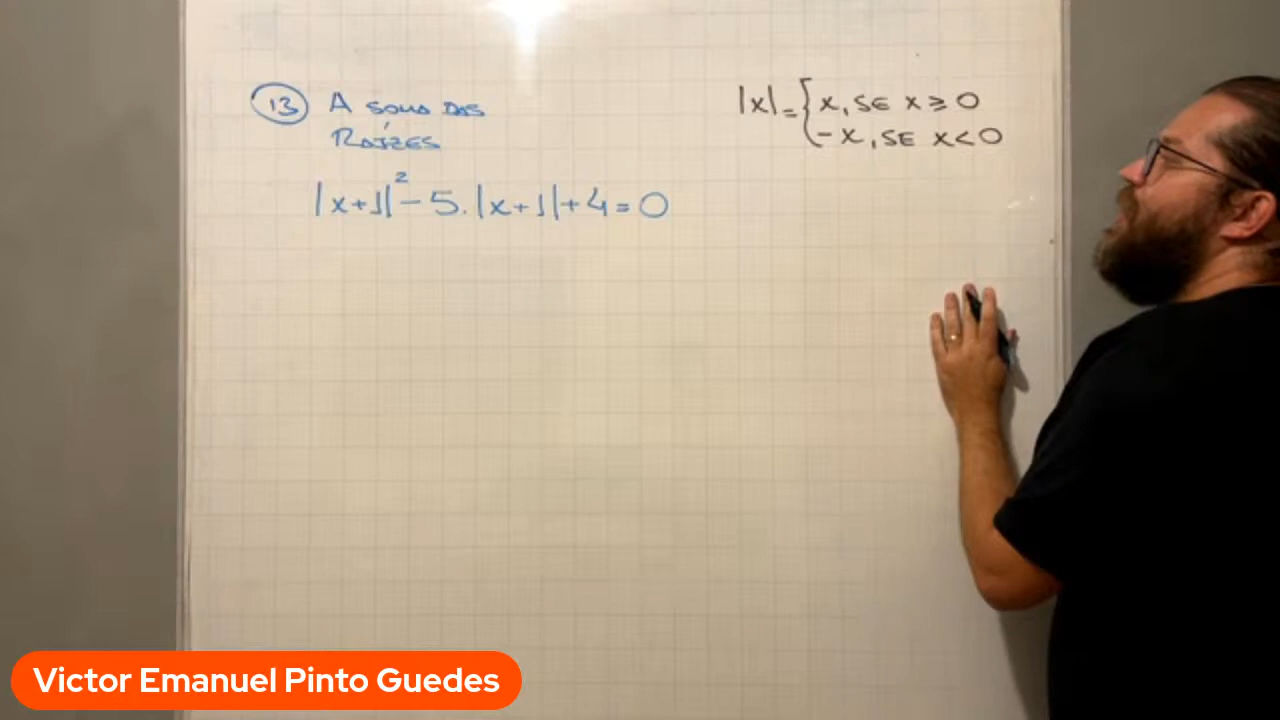 13 A SOMA DAS
RAÍZES
|x+1|² - 5.|x+1| + 4 = 0
|x| = { x, SE x ≥ 0
-x, SE x < 0
Victor Emanuel Pinto Guedes